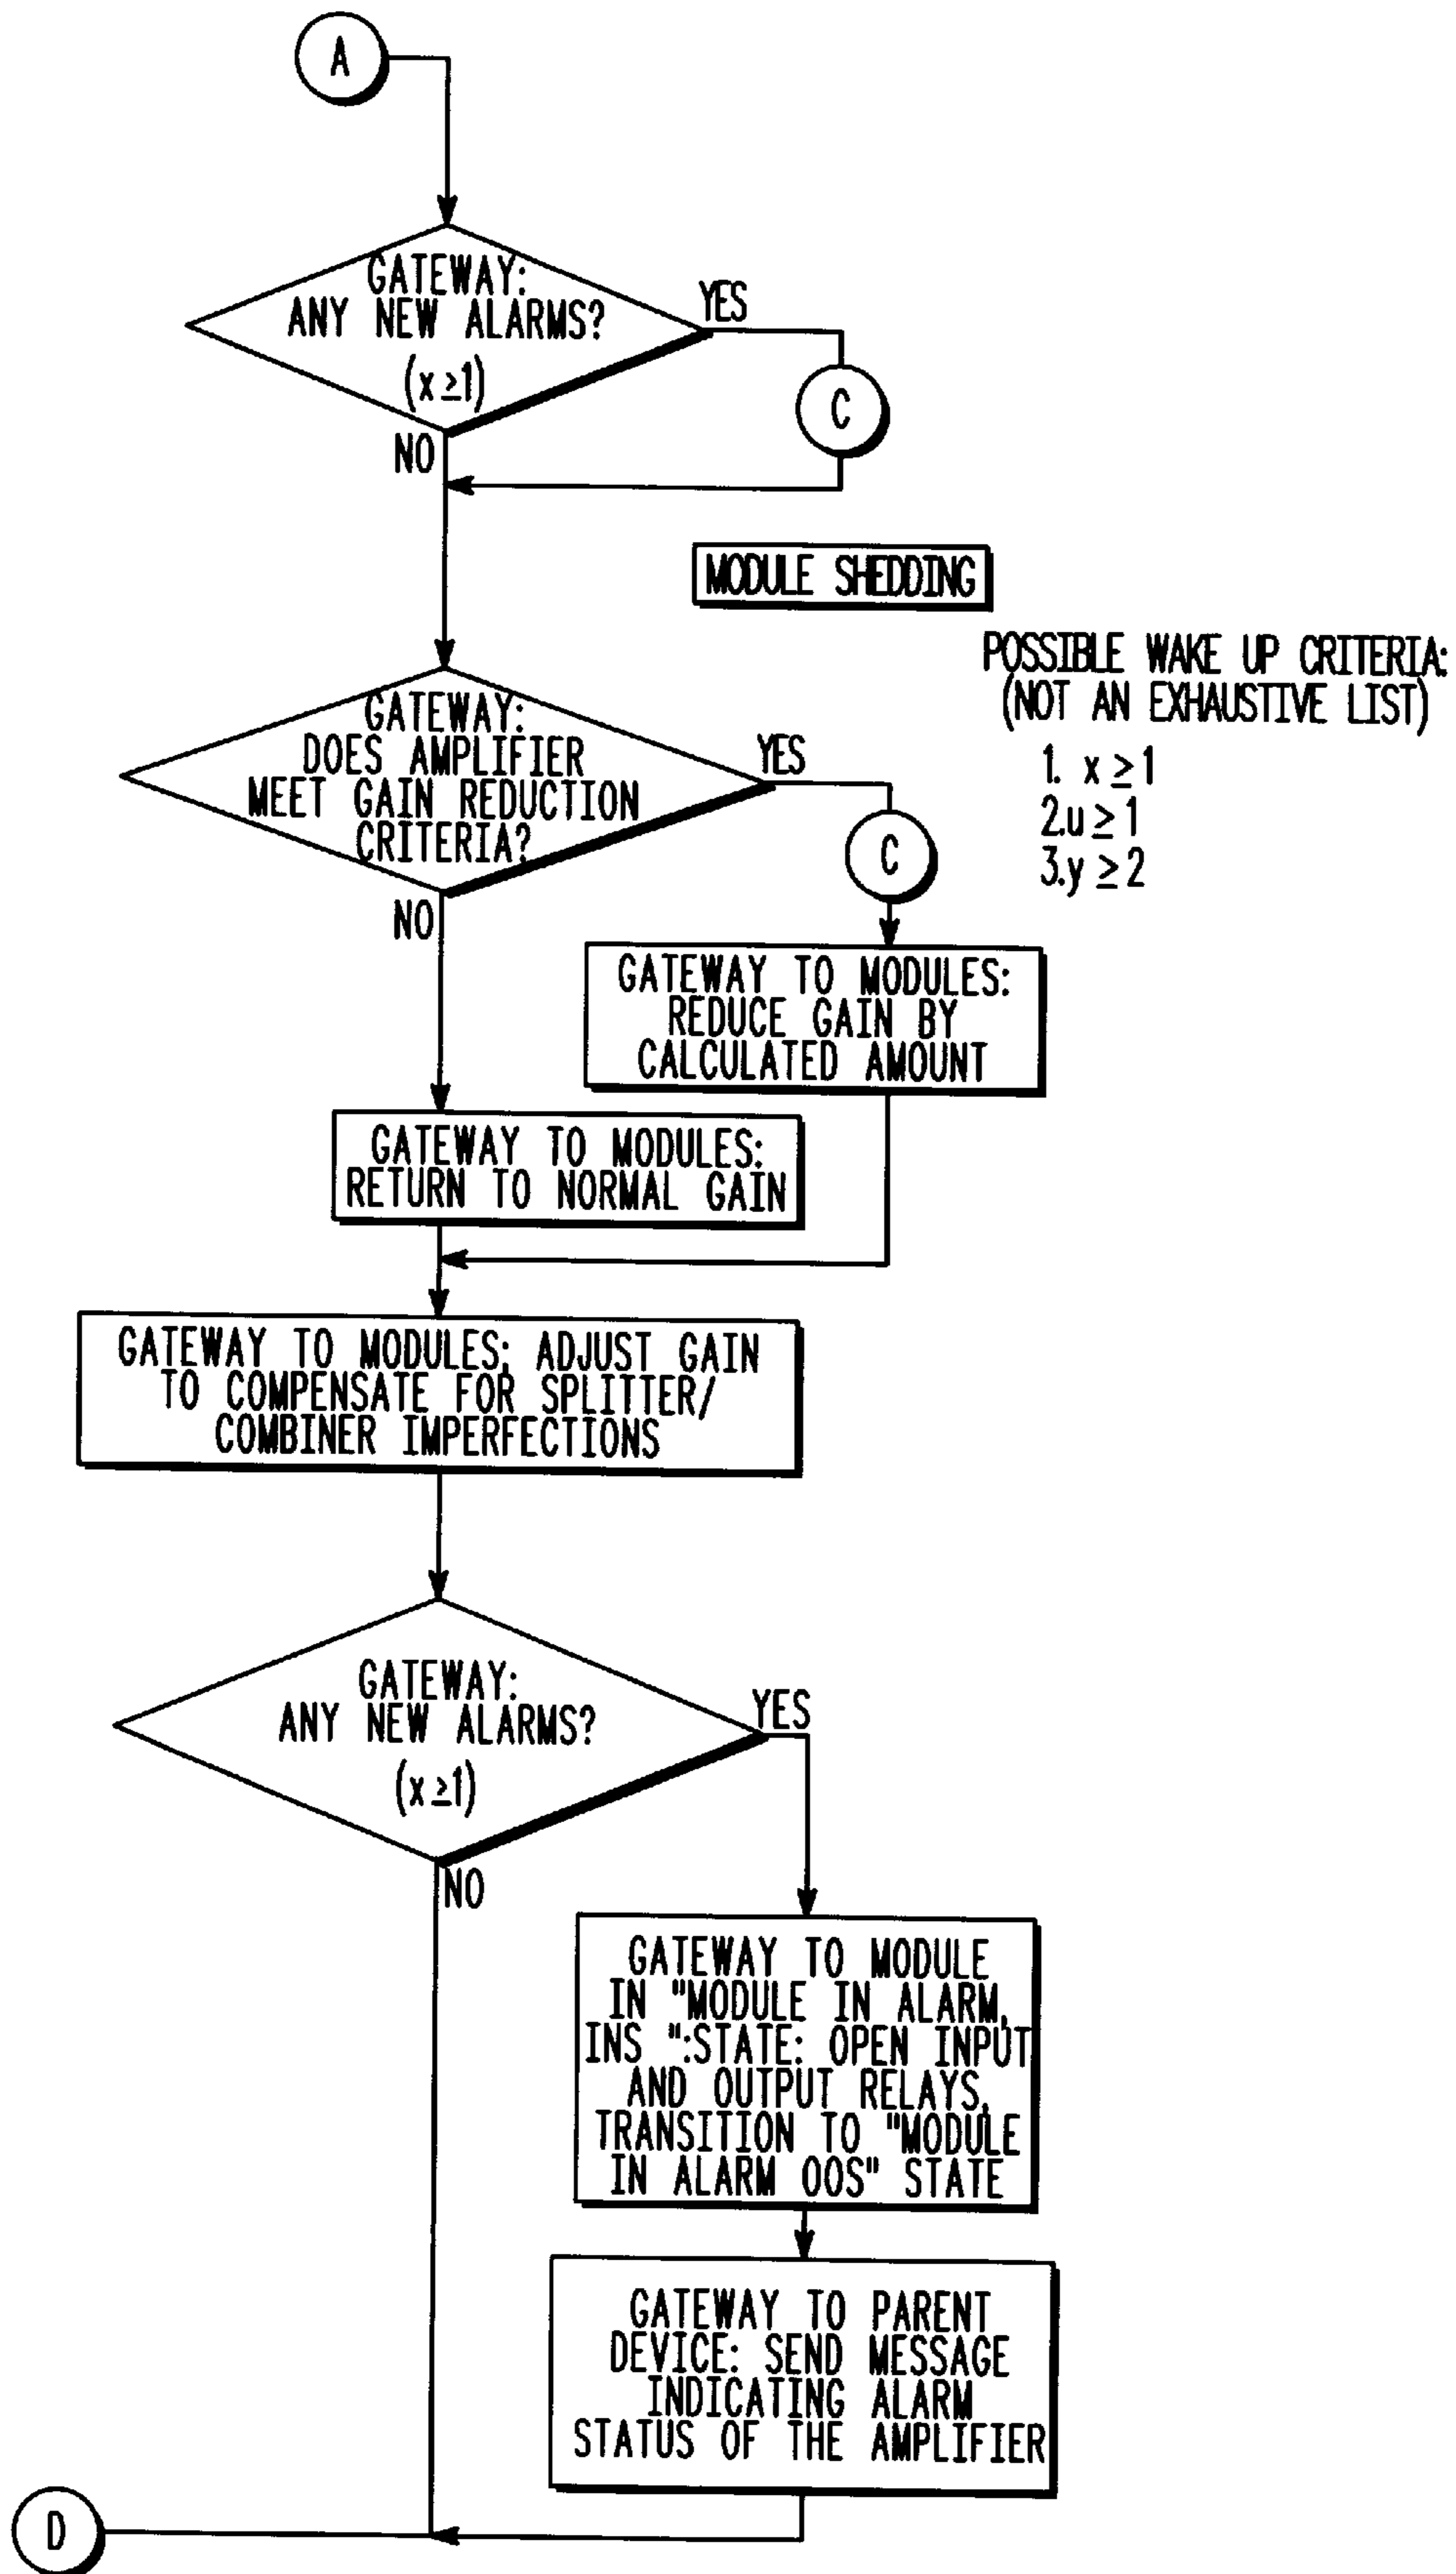 A
GATEWAY:
ANY NEW ALARMS?
(x≥1)
YES
C
NO
MODULE SHEDDING
POSSIBLE WAKE UP CRITERIA:
(NOT AN EXHAUSTIVE LIST)
1. x ≥ 1
2.u ≥ 1
3.y ≥ 2
GATEWAY:
DOES AMPLIFIER
MEET GAIN REDUCTION
CRITERIA?
YES
C
NO
GATEWAY TO MODULES:
REDUCE GAIN BY
CALCULATED AMOUNT
GATEWAY TO MODULES:
RETURN TO NORMAL GAIN
GATEWAY TO MODULES; ADJUST GAIN
TO COMPENSATE FOR SPLITTER/
COMBINER IMPERFECTIONS
GATEWAY:
ANY NEW ALARMS?
(x≥1)
YES
NO
GATEWAY TO MODULE
IN "MODULE IN ALARM,
INS ":STATE: OPEN INPUT
AND OUTPUT RELAYS,
TRANSITION TO "MODULE
IN ALARM OOS" STATE
GATEWAY TO PARENT
DEVICE: SEND MESSAGE
INDICATING ALARM
STATUS OF THE AMPLIFIER
D